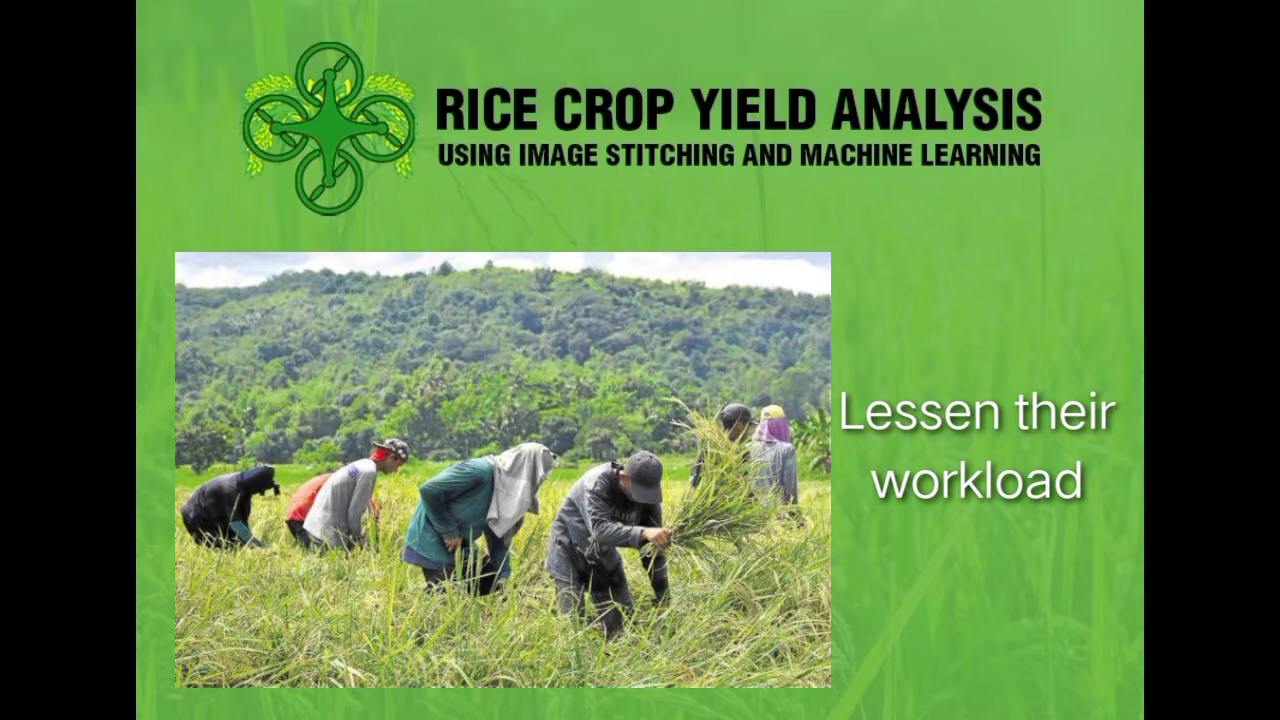 RICE CROP YIELD ANALYSIS
USING IMAGE STITCHING AND MACHINE LEARNING
Lessen their
workload